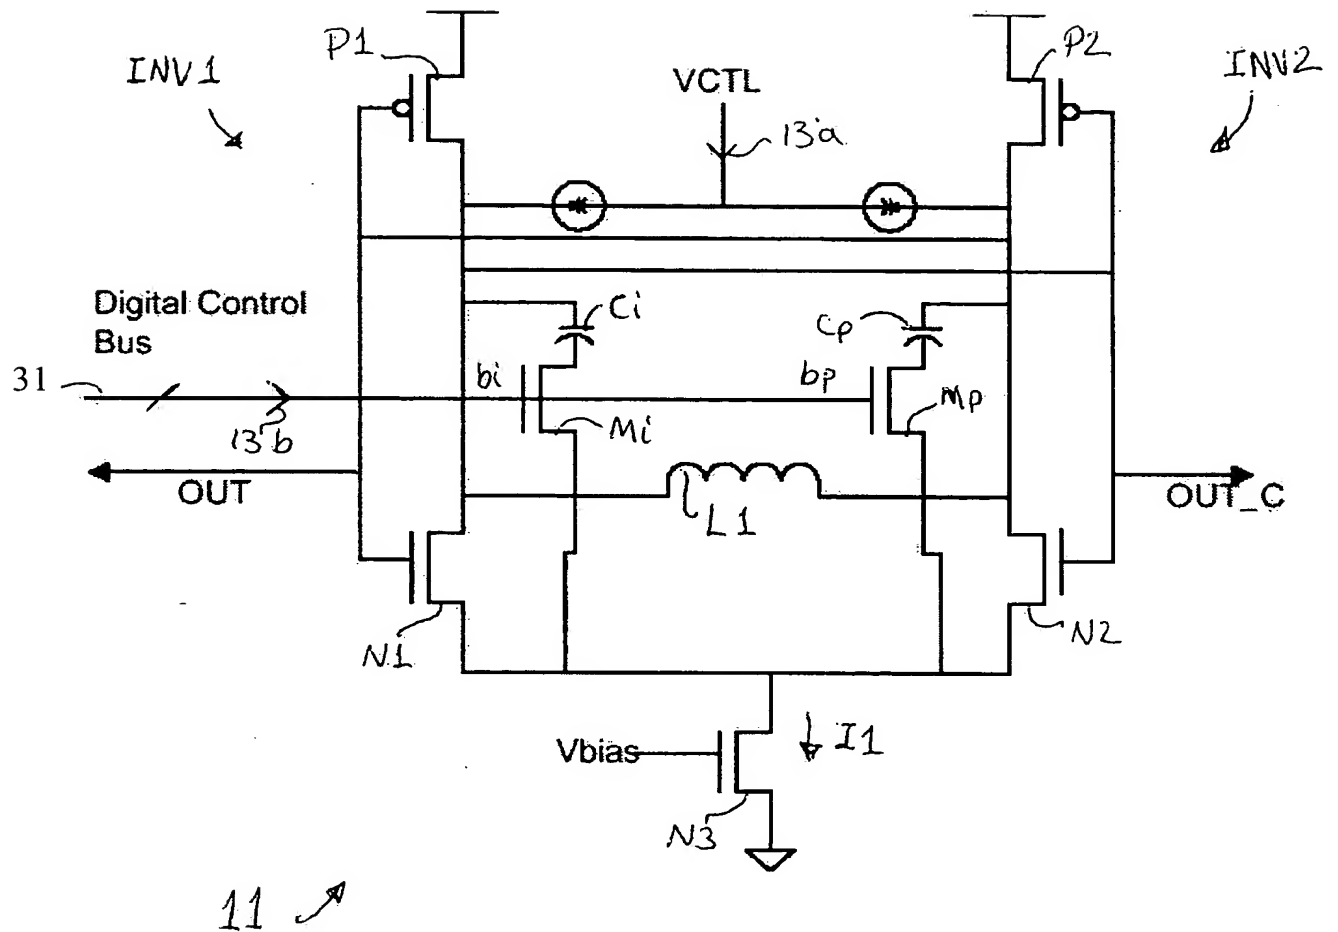 P1
P2
INV1
INV2
VCTL
13a
Digital Control
Bus
Ci
Cp
31
bi
bp
13b
Mi
Mp
OUT
L1
OUT_C
N1
N2
Vbias
I1
N3
11